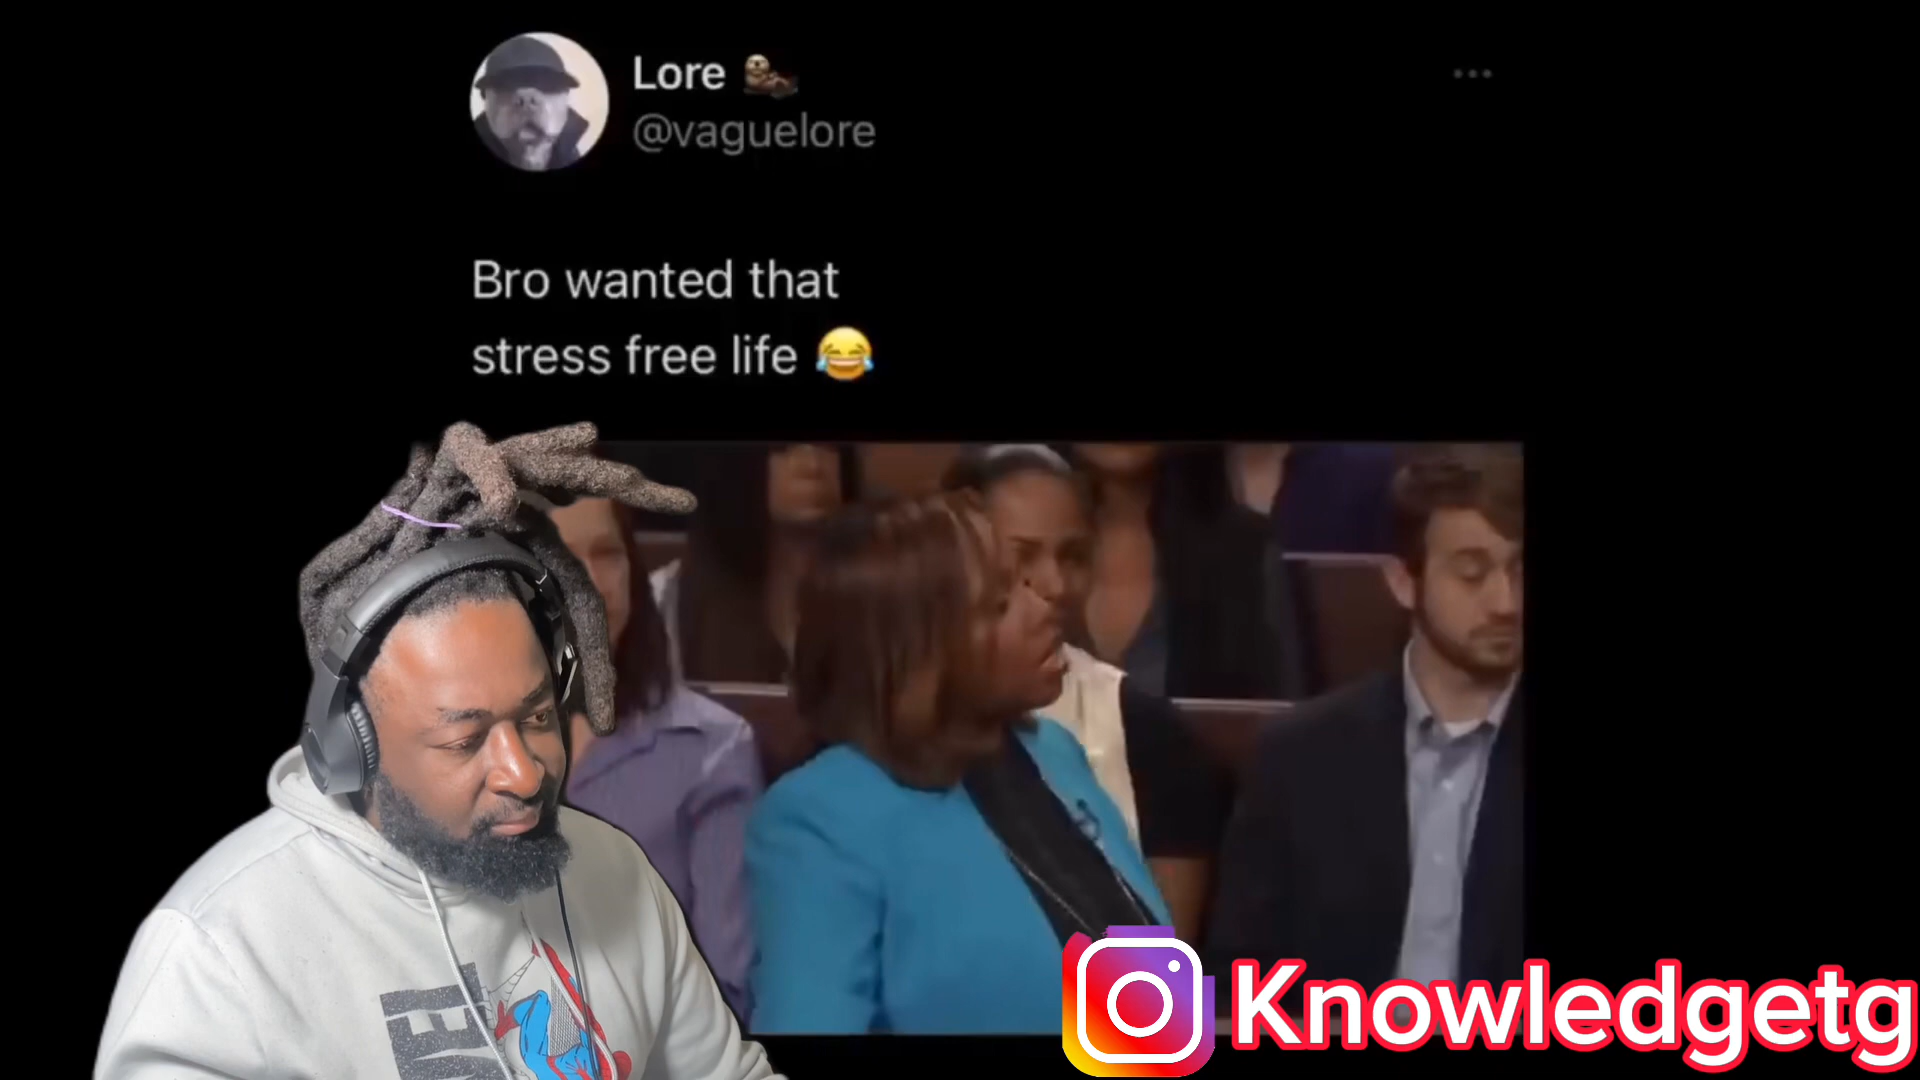 Lore
@vaguelore
Bro wanted that
stress free life 😂
Knowledgetg